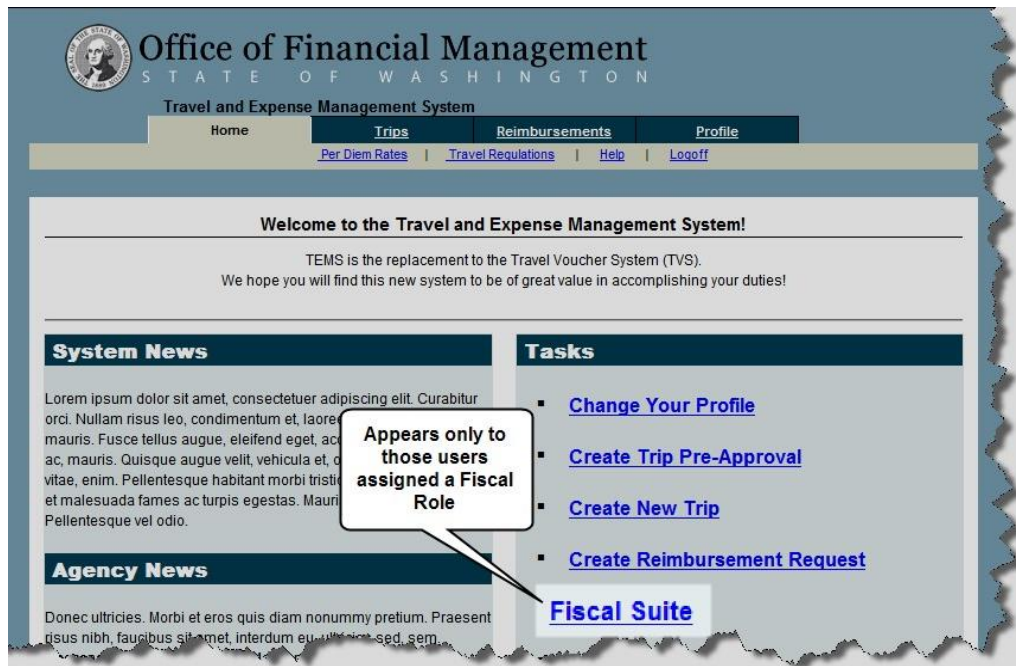 Office of Financial Management
STATE OF WASHINGTON
Travel and Expense Management System
Home Trips Reimbursements Profile
Per Diem Rates | Travel Regulations | Help | Logoff
Welcome to the Travel and Expense Management System!
TEMS is the replacement to the Travel Voucher System (TVS).
We hope you will find this new system to be of great value in accomplishing your duties!
System News
Lorem ipsum dolor sit amet, consectetuer adipiscing elit. Curabitur
orci. Nullam risus leo, condimentum et,
mauris. Fusce tellus augue, eleifend eget,
ac, mauris. Quisque augue velit, vehicula et,
vitae, enim. Pellentesque habitant morbi
et malesuada fames ac turpis egestas.
Pellentesque vel odio.
Appears only to
those users
assigned a Fiscal
Role
Agency News
Donec ultricies. Morbi et eros quis diam nonummy pretium. Praesent
risus nibh, faucibus sit amet, interdum eu, sed, sem.
Tasks
Change Your Profile
Create Trip Pre-Approval
Create New Trip
Create Reimbursement Request
Fiscal Suite